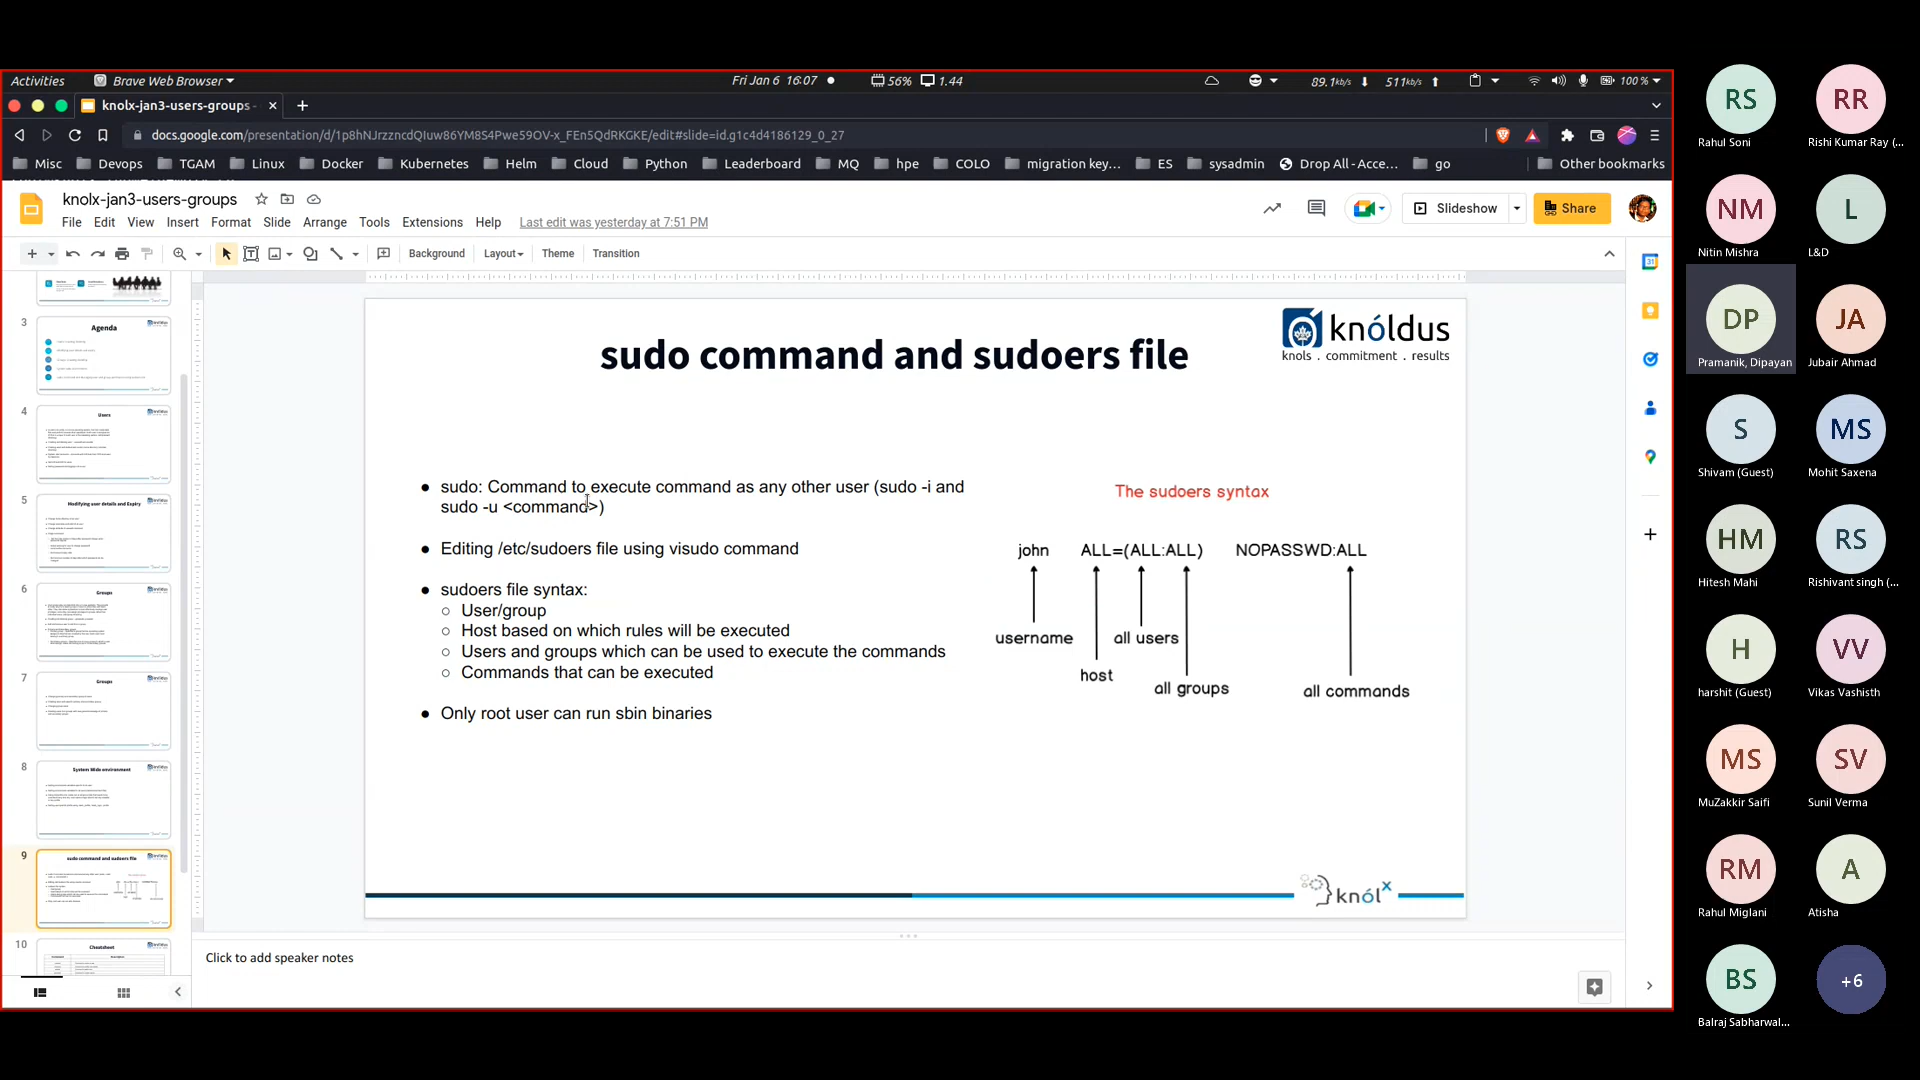 Activities
Brave Web Browser
Fri Jan 6 16:07
56%
1.44
89.1kb/s
511kb/s
100 %
knolx-jan3-users-groups -
docs.google.com/presentation/d/1p8hNJrzzncdQIuw86YM8S4Pwe59OV-x_FEn5QdRKGKE/edit#slide=id.g1c4d4186129_0_27
Misc
Devops
TGAM
Linux
Docker
Kubernetes
Helm
Cloud
Python
Leaderboard
MQ
hpe
COLO
migration key...
ES
sysadmin
Drop All - Acce...
go
Other bookmarks
knolx-jan3-users-groups
File Edit View Insert Format Slide Arrange Tools Extensions Help
Last edit was yesterday at 7:51 PM
Slideshow
Share
Background
Layout
Theme
Transition
31
3
Agenda
4
Users
5
Modifying user details and Expiry
6
Groups
7
Groups
8
System Wide environment
9
sudo command and sudoers file
10
Cheatsheet
sudo command and sudoers file
knóldus
knols . commitment . results
● sudo: Command to execute command as any other user (sudo -i and
sudo -u <command>)
● Editing /etc/sudoers file using visudo command
● sudoers file syntax:
○ User/group
○ Host based on which rules will be executed
○ Users and groups which can be used to execute the commands
○ Commands that can be executed
● Only root user can run sbin binaries
The sudoers syntax
john ALL=(ALL:ALL) NOPASSWD:ALL
username
all users
host
all groups
all commands
knólx
Click to add speaker notes
RS
Rahul Soni
RR
Rishi Kumar Ray (...
NM
Nitin Mishra
L
L&D
DP
Pramanik, Dipayan
JA
Jubair Ahmad
S
Shivam (Guest)
MS
Mohit Saxena
HM
Hitesh Mahi
RS
Rishivant singh (...
H
harshit (Guest)
VV
Vikas Vashisth
MS
MuZakkir Saifi
SV
Sunil Verma
RM
Rahul Miglani
A
Atisha
BS
Balraj Sabharwal...
+6